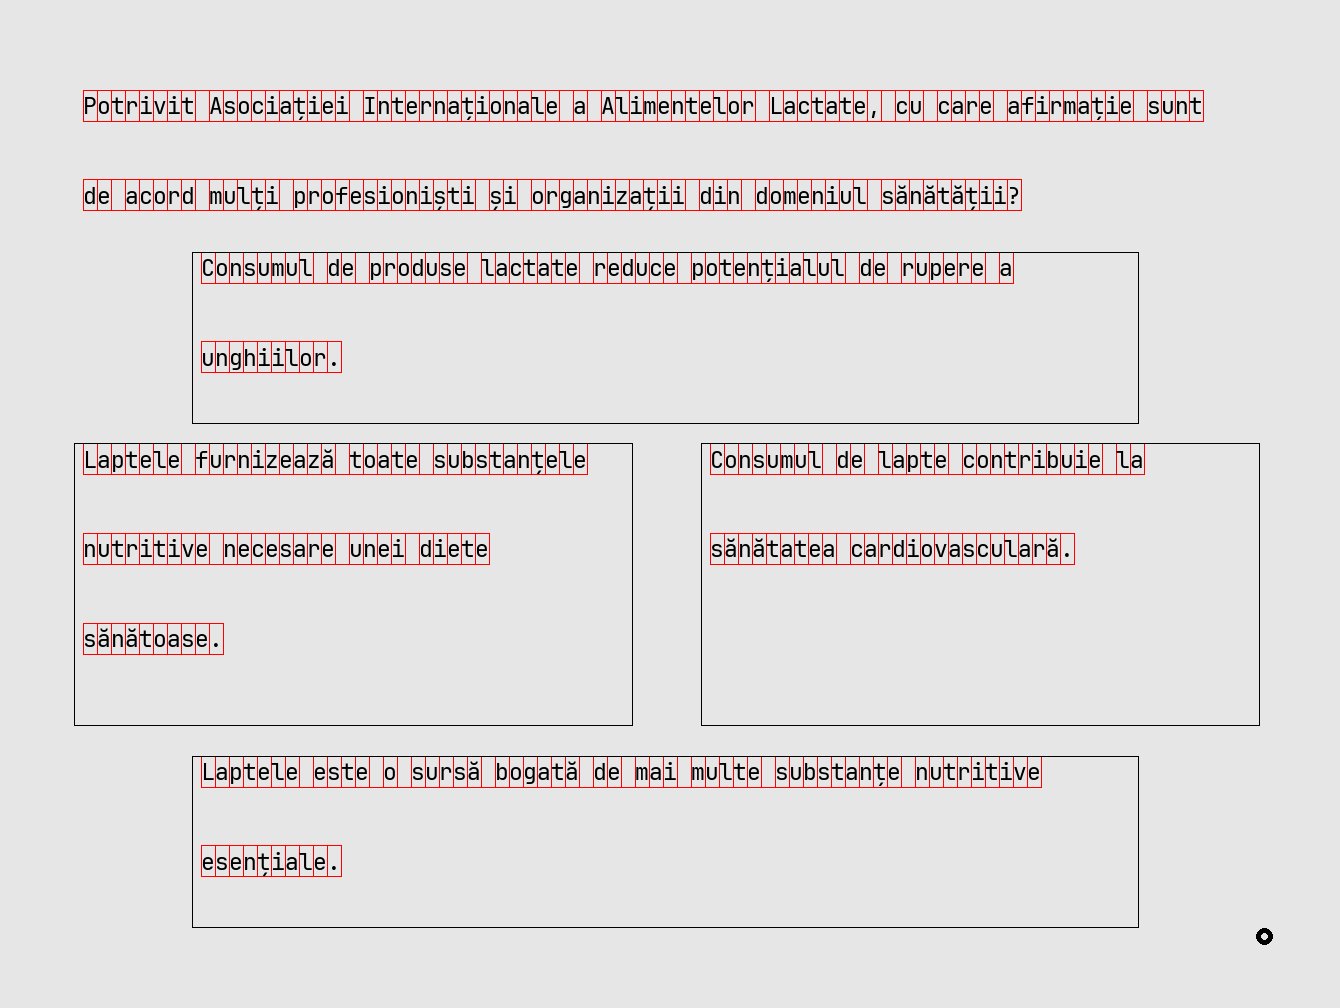 Potrivit Asociației Internaționale a Alimentelor Lactate, cu care afirmație sunt
de acord mulți profesioniști și organizații din domeniul sănătății?
Consumul de produse lactate reduce potențialul de rupere a
unghiilor.
Laptele furnizează toate substanțele
nutritive necesare unei diete
sănătoase.
Consumul de lapte contribuie la
sănătatea cardiovasculară.
Laptele este o sursă bogată de mai multe substanțe nutritive
esențiale.